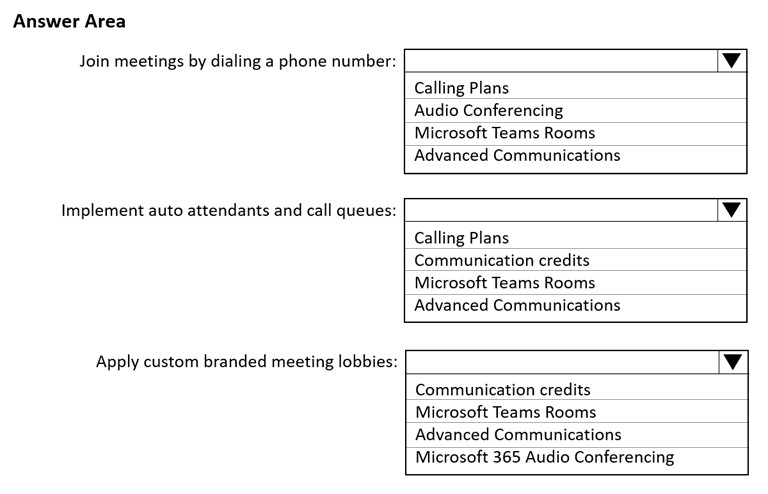 Answer Area
Join meetings by dialing a phone number:
Calling Plans
Audio Conferencing
Microsoft Teams Rooms
Advanced Communications
Implement auto attendants and call queues:
Calling Plans
Communication credits
Microsoft Teams Rooms
Advanced Communications
Apply custom branded meeting lobbies:
Communication credits
Microsoft Teams Rooms
Advanced Communications
Microsoft 365 Audio Conferencing